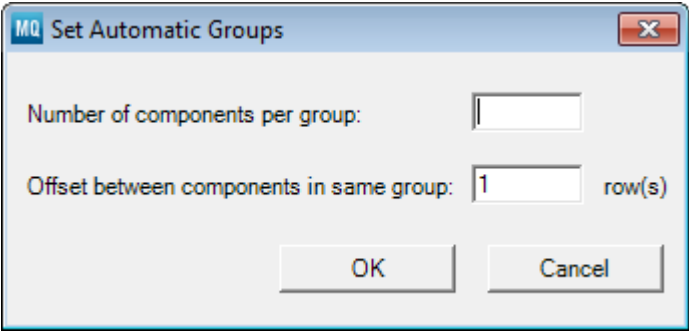 MQ Set Automatic Groups
Number of components per group:
Offset between components in same group: 1 row(s)
OK Cancel